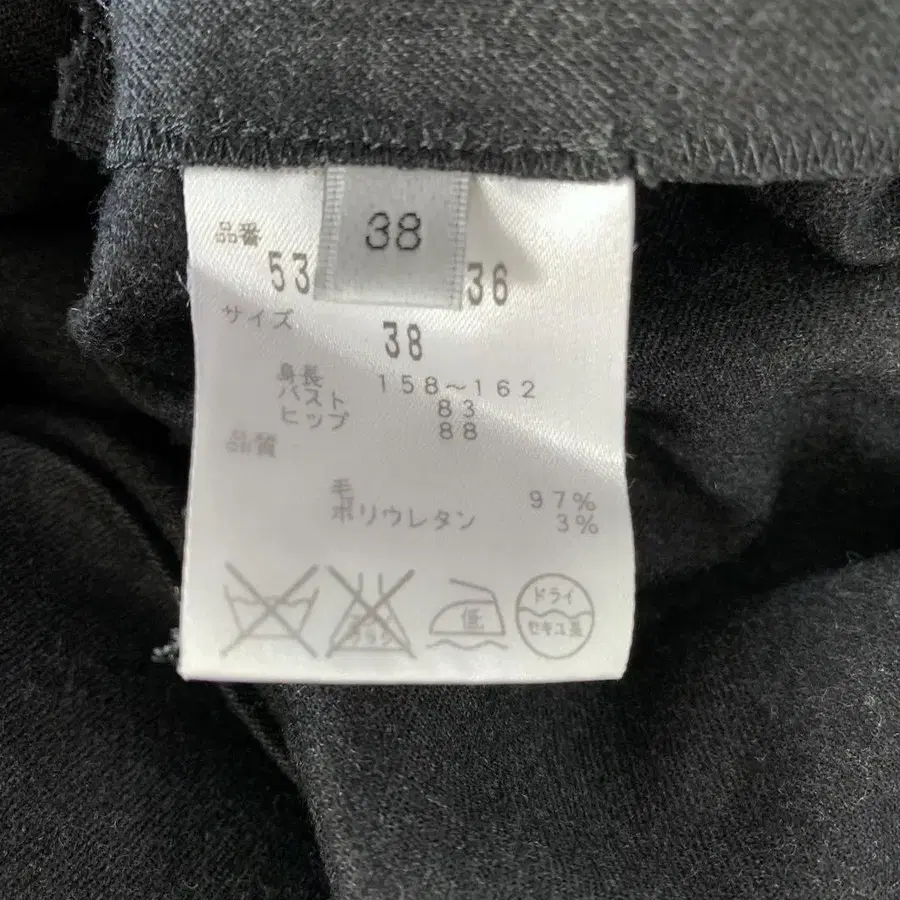 38
品番
53 36
サイズ
38
身長 158～162
バスト 83
ヒップ 88
品質
毛 97%
ポリウレタン 3%
低
ドライ
セキユ系